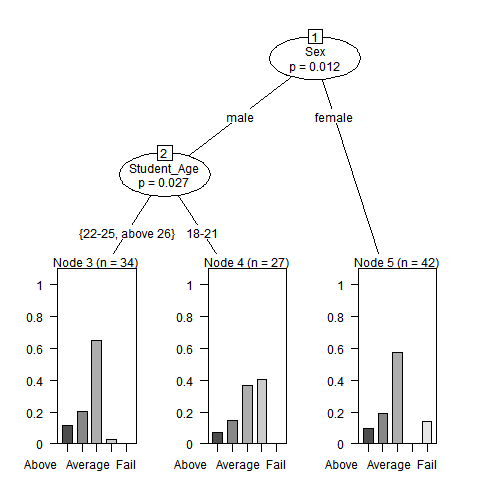 1
Sex
p = 0.012
male
female
2
Student_Age
p = 0.027
{22-25, above 26}
18-21
Node 3 (n = 34)
Node 4 (n = 27)
Node 5 (n = 42)
1
0.8
0.6
0.4
0.2
0
Above Average Fail
1
0.8
0.6
0.4
0.2
0
Above Average Fail
1
0.8
0.6
0.4
0.2
0
Above Average Fail